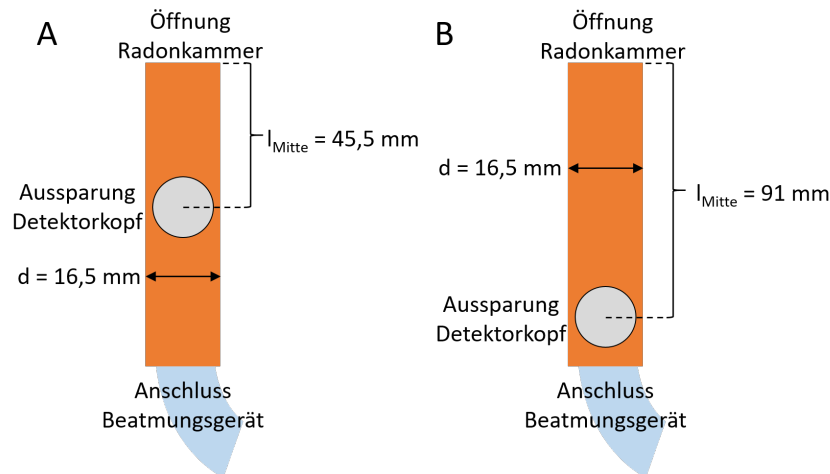 A
Öffnung
Radonkammer
lMitte = 45,5 mm
Aussparung
Detektorkopf
d = 16,5 mm
Anschluss
Beatmungsgerät
B
Öffnung
Radonkammer
d = 16,5 mm
lMitte = 91 mm
Aussparung
Detektorkopf
Anschluss
Beatmungsgerät